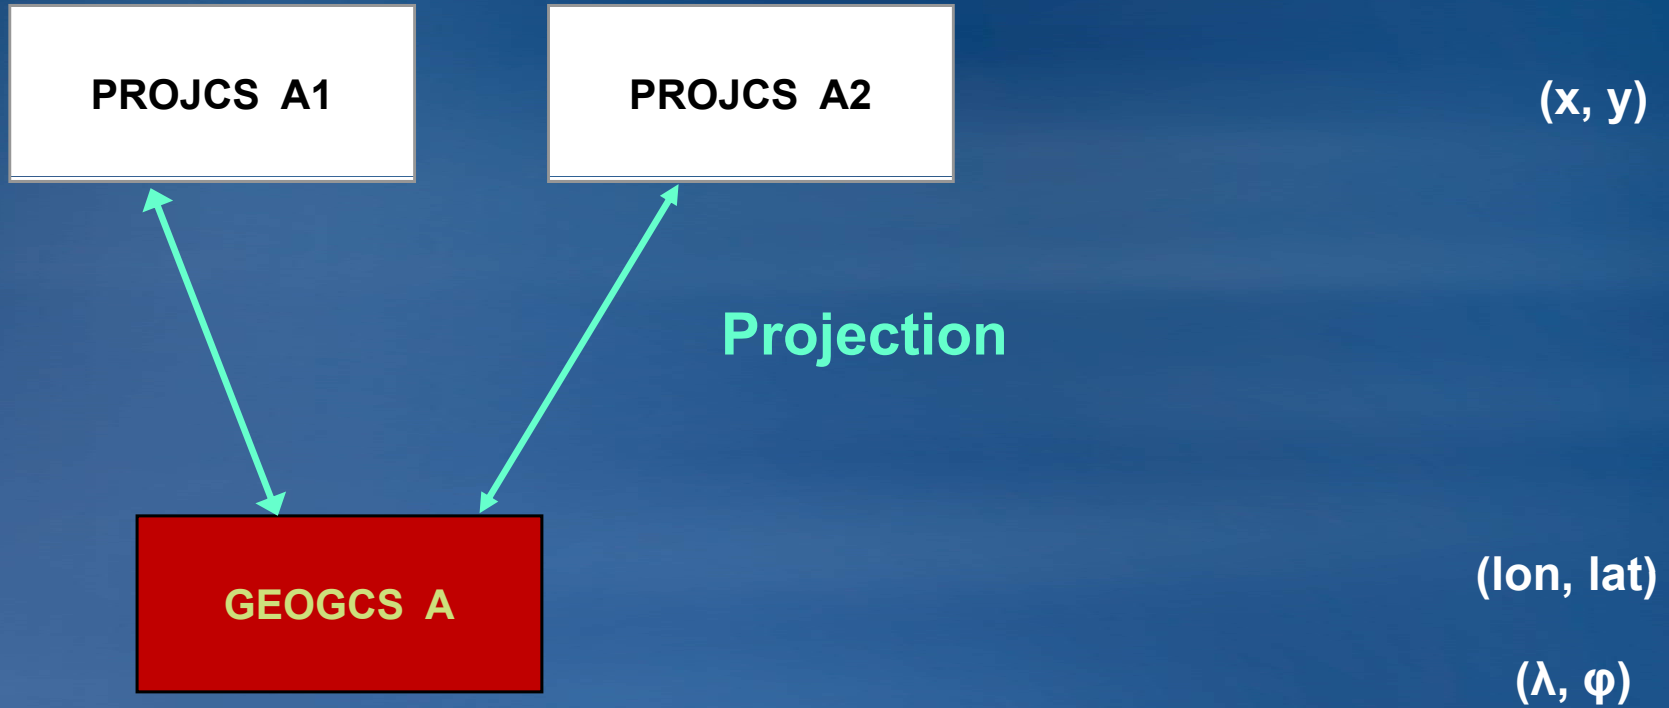 PROJCS A1
PROJCS A2
(x, y)
Projection
(lon, lat)
GEOGCS A
(λ, φ)